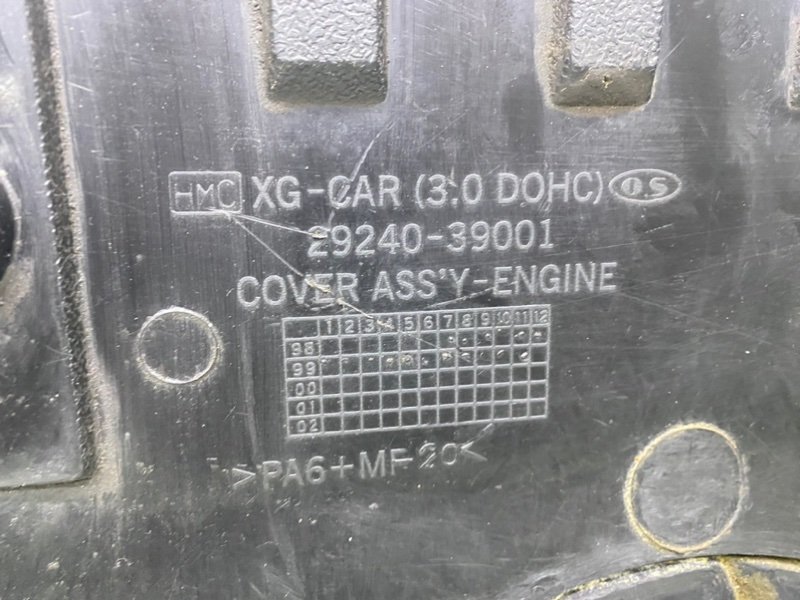 HMC XG-CAR (3.0 DOHC) O.S
29240-39001
COVER ASS'Y-ENGINE
1 2 3 4 5 6 7 8 9 10 11 12
98
99
00
01
02
>PA6+MF20<